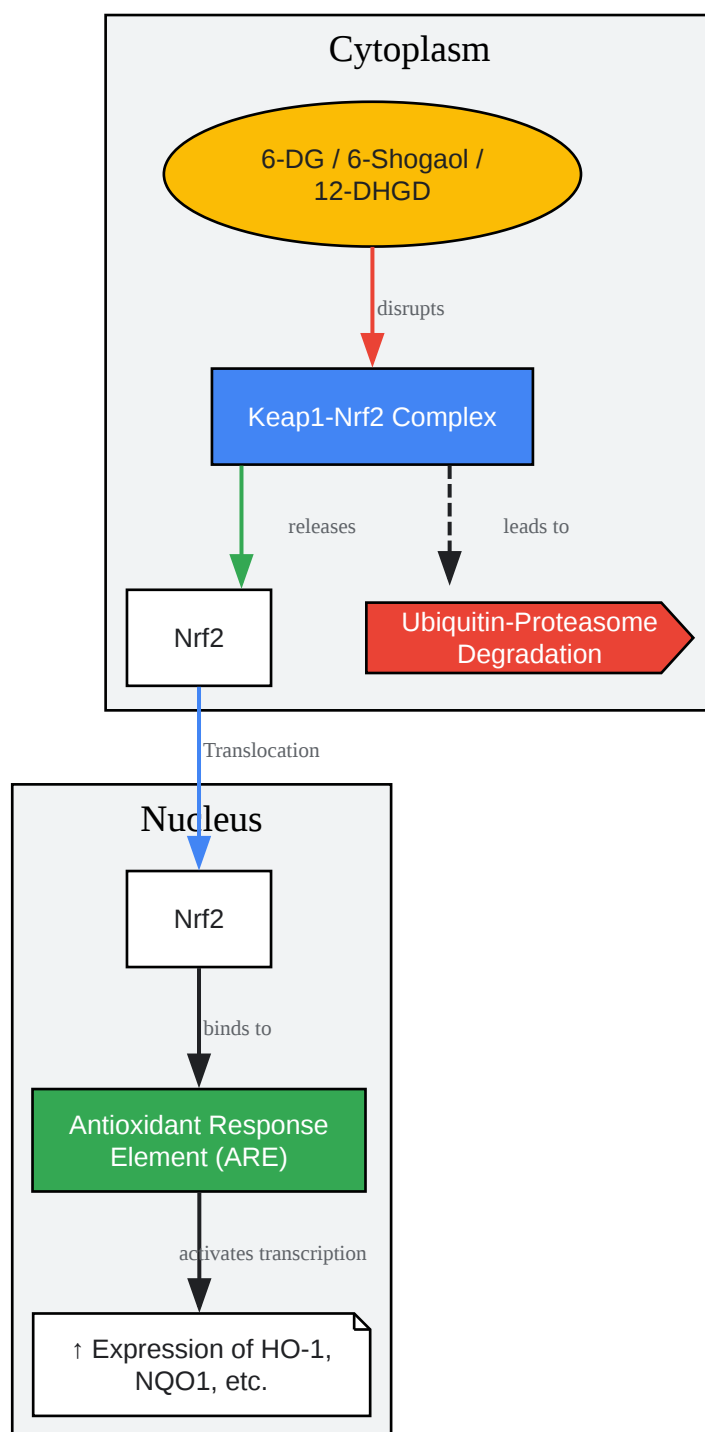 Cytoplasm
6-DG / 6-Shogaol /
12-DHGD
disrupts
Keap1-Nrf2 Complex
releases
leads to
Nrf2
Ubiquitin-Proteasome
Degradation
Translocation
Nucleus
Nrf2
binds to
Antioxidant Response
Element (ARE)
activates transcription
↑ Expression of HO-1,
NQO1, etc.